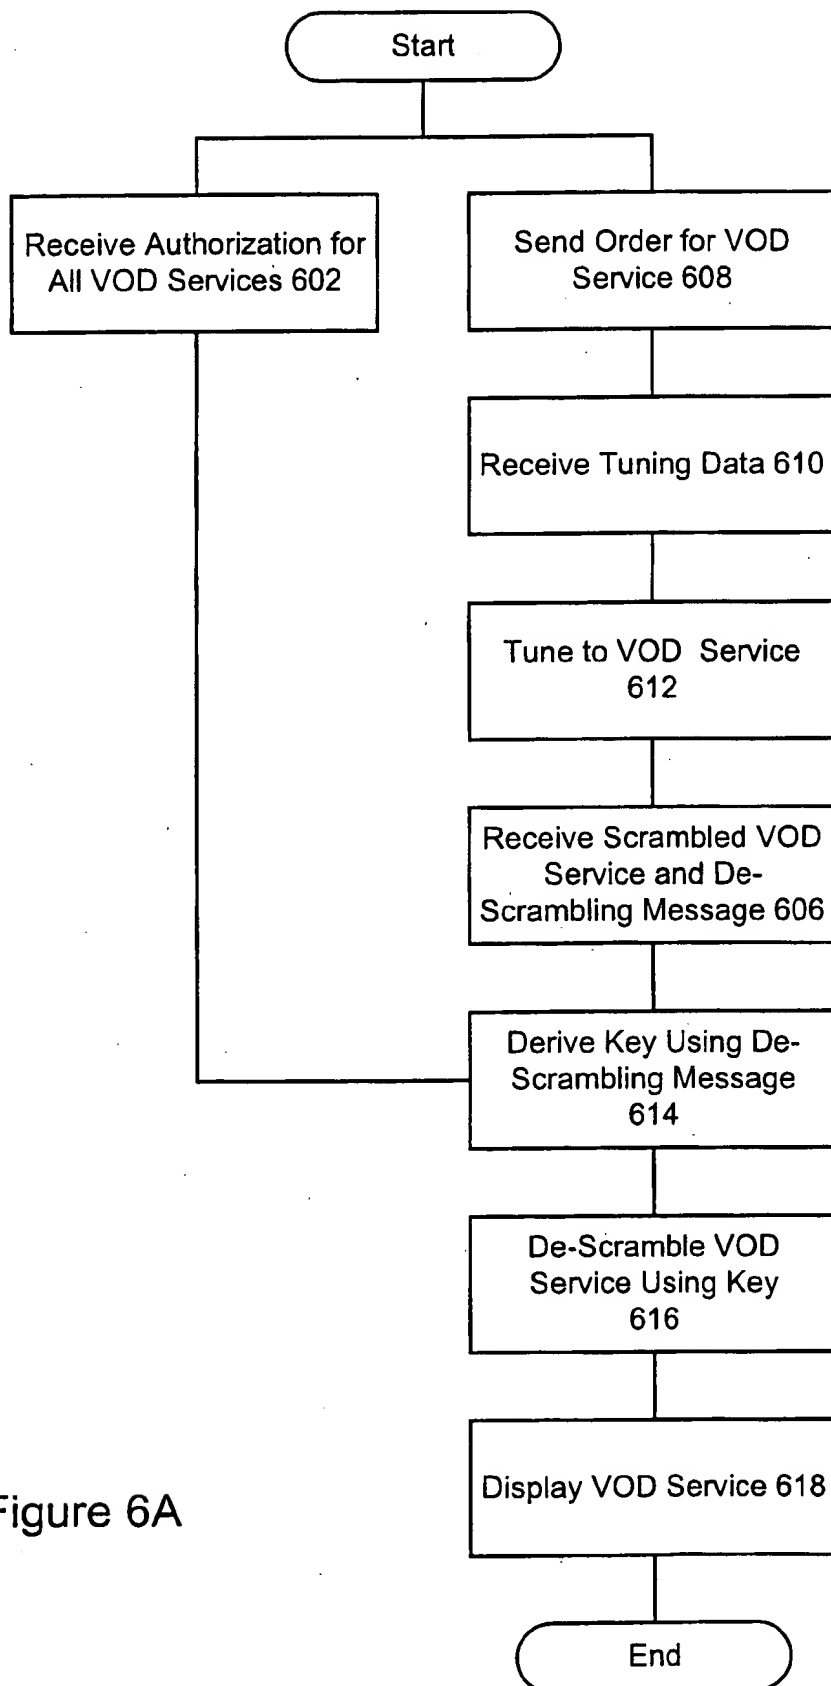 Start
Receive Authorization for
All VOD Services 602
Send Order for VOD
Service 608
Receive Tuning Data 610
Tune to VOD Service
612
Receive Scrambled VOD
Service and De-
Scrambling Message 606
Derive Key Using De-
Scrambling Message
614
De-Scramble VOD
Service Using Key
616
Display VOD Service 618
End
Figure 6A